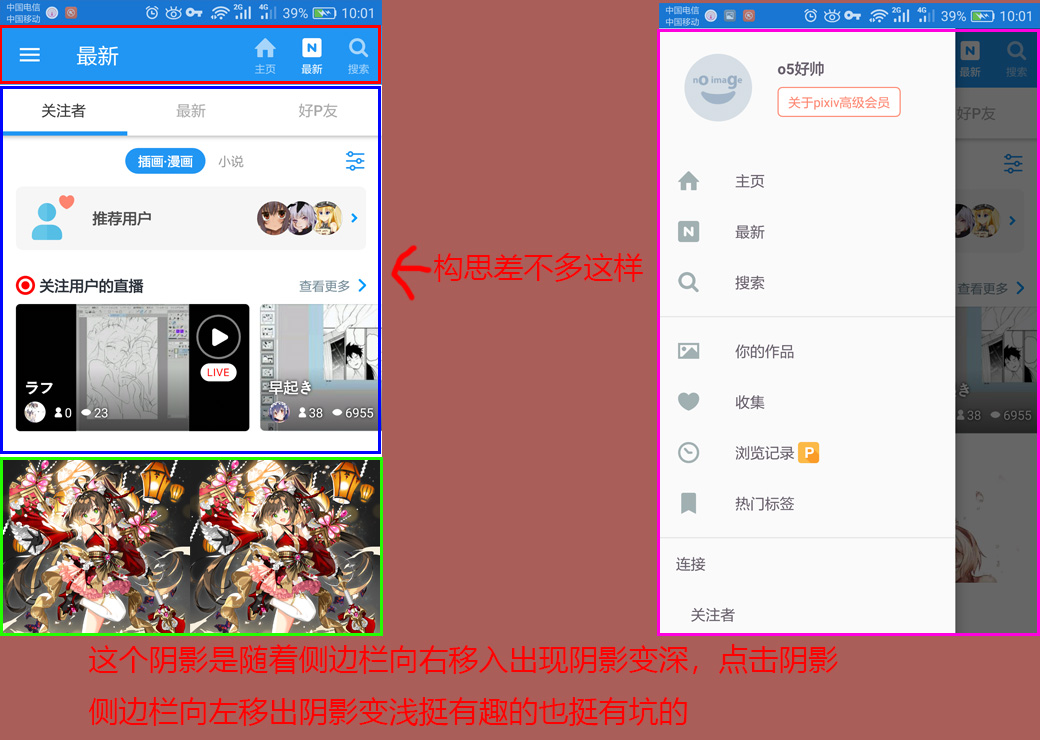 中国电信
中国移动
2G
4G
39%
10:01
最新
主页
最新
搜索
关注者
最新
好P友
插画·漫画
小说
推荐用户
关注用户的直播
查看更多
LIVE
ラフ
0
23
早起き
38
6955
构思差不多这样
中国电信
中国移动
2G
4G
39%
10:01
no image
o5好帅
关于pixiv高级会员
主页
最新
搜索
你的作品
收集
浏览记录 P
热门标签
连接
关注者
最新
搜索
好P友
查看更多
き
38
6955
这个阴影是随着侧边栏向右移入出现阴影变深，点击阴影
侧边栏向左移出阴影变浅挺有趣的也挺有坑的